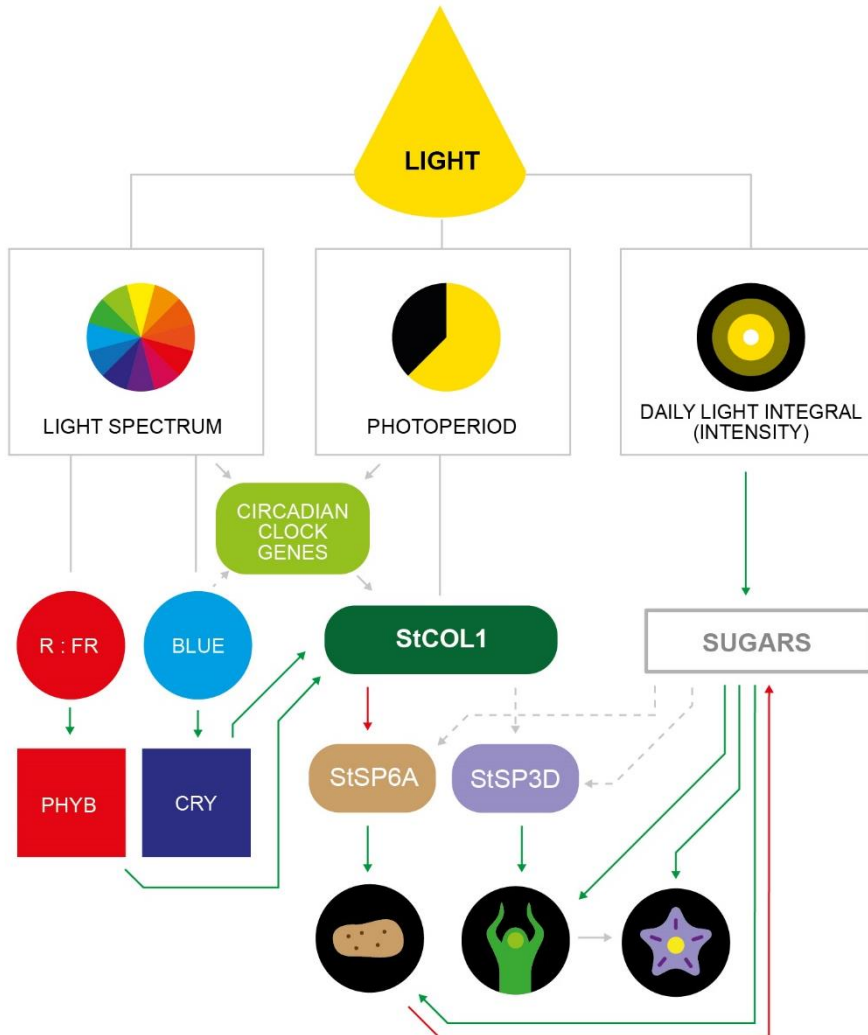 LIGHT
LIGHT SPECTRUM
PHOTOPERIOD
DAILY LIGHT INTEGRAL
(INTENSITY)
CIRCADIAN
CLOCK
GENES
R : FR
BLUE
StCOL1
SUGARS
PHYB
CRY
StSP6A
StSP3D